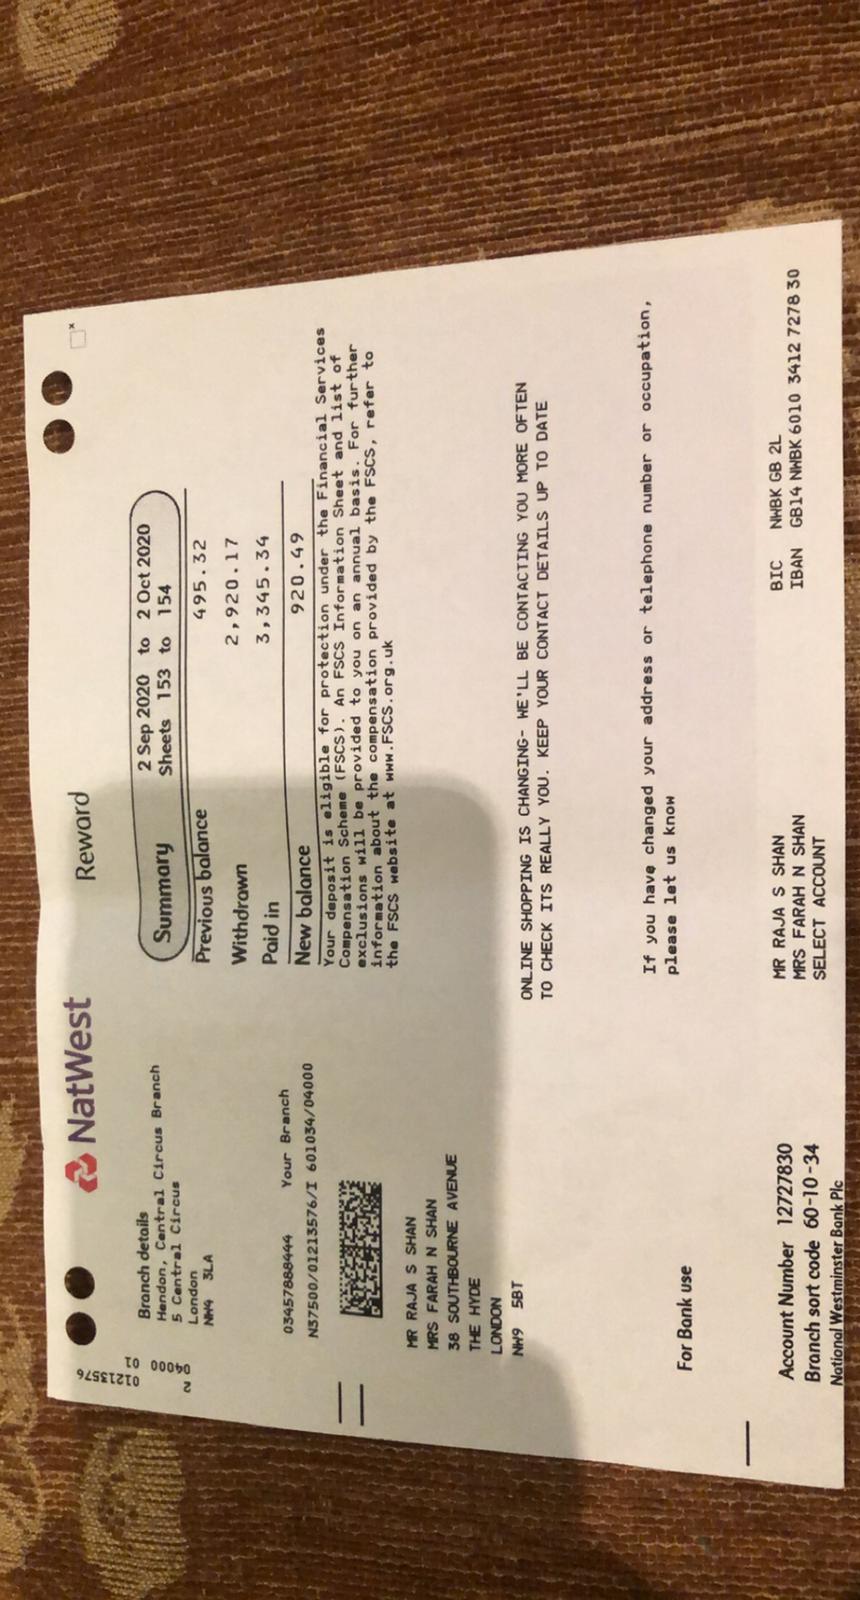 01213576
04000 01
2
NatWest
Reward
Branch details
Hendon, Central Circus Branch
5 Central Circus
London
NW4 3LA
03457888444 Your Branch
N37500/01213576/I 601034/04000
MR RAJA S SHAN
MRS FARAH N SHAN
38 SOUTHBOURNE AVENUE
THE HYDE
LONDON
NW9 5BT
Summary
2 Sep 2020 to 2 Oct 2020
Sheets 153 to 154
Previous balance 495.32
Withdrawn 2,920.17
Paid in 3,345.34
New balance 920.49
Your deposit is eligible for protection under the Financial Services
Compensation Scheme (FSCS). An FSCS Information Sheet and list of
exclusions will be provided to you on an annual basis. For further
information about the compensation provided by the FSCS, refer to
the FSCS website at www.FSCS.org.uk
ONLINE SHOPPING IS CHANGING- WE'LL BE CONTACTING YOU MORE OFTEN
TO CHECK ITS REALLY YOU. KEEP YOUR CONTACT DETAILS UP TO DATE
If you have changed your address or telephone number or occupation,
please let us know
For Bank use
Account Number 12727830
Branch sort code 60-10-34
National Westminster Bank Plc
MR RAJA S SHAN
MRS FARAH N SHAN
SELECT ACCOUNT
BIC NWBK GB 2L
IBAN GB14 NWBK 6010 3412 7278 30